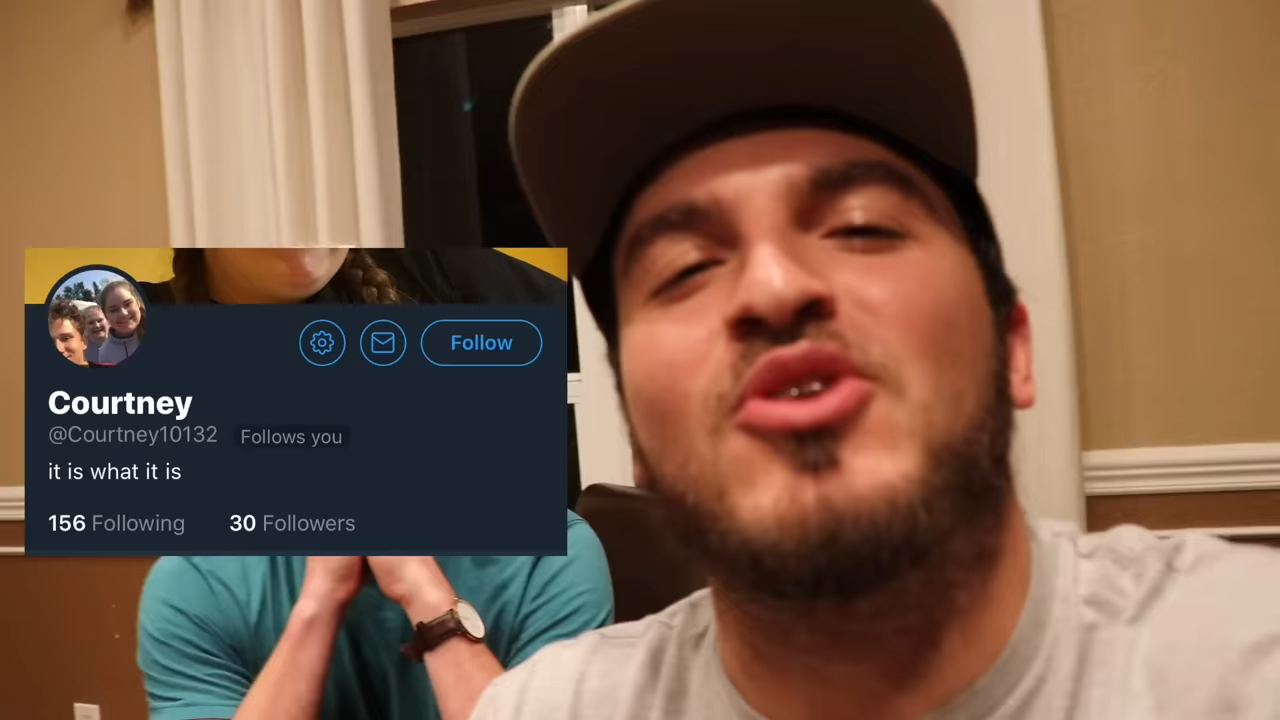 Follow
Courtney
@Courtney10132 Follows you
it is what it is
156 Following 30 Followers